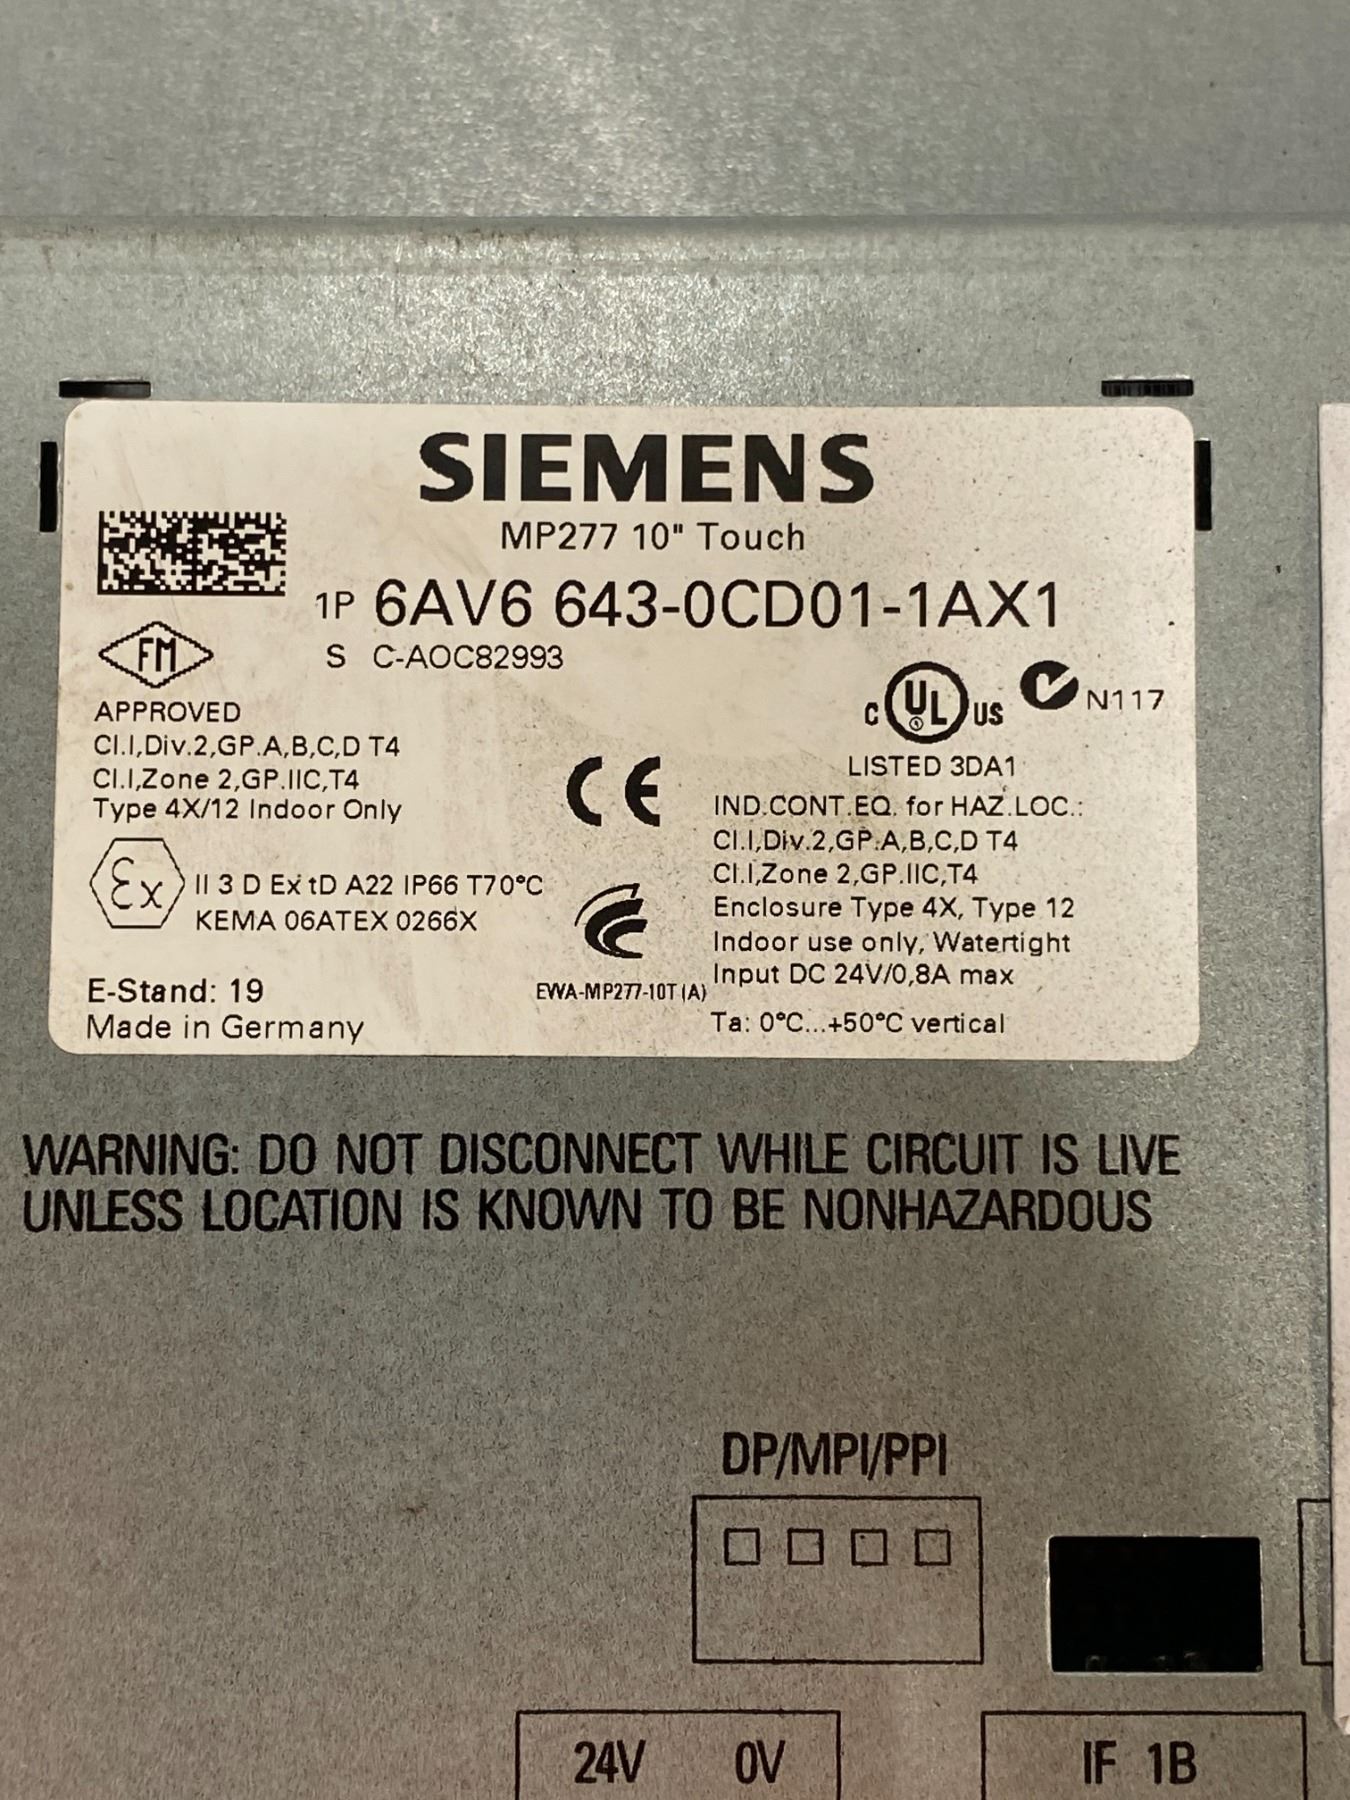 SIEMENS
MP277 10" Touch
1P 6AV6 643-0CD01-1AX1
S C-AOC82993
FM
APPROVED
Cl.I,Div.2,GP.A,B,C,D T4
Cl.I,Zone 2,GP.IIC,T4
Type 4X/12 Indoor Only
Ex II 3 D Ex tD A22 IP66 T70°C
KEMA 06ATEX 0266X
E-Stand: 19
Made in Germany
CE
EWA-MP277-10T (A)
C UL US N117
LISTED 3DA1
IND.CONT.EQ. for HAZ.LOC.:
Cl.I,Div.2,GP.A,B,C,D T4
Cl.I,Zone 2,GP.IIC,T4
Enclosure Type 4X, Type 12
Indoor use only, Watertight
Input DC 24V/0,8A max
Ta: 0°C...+50°C vertical
WARNING: DO NOT DISCONNECT WHILE CIRCUIT IS LIVE
UNLESS LOCATION IS KNOWN TO BE NONHAZARDOUS
DP/MPI/PPI
24V 0V
IF 1B